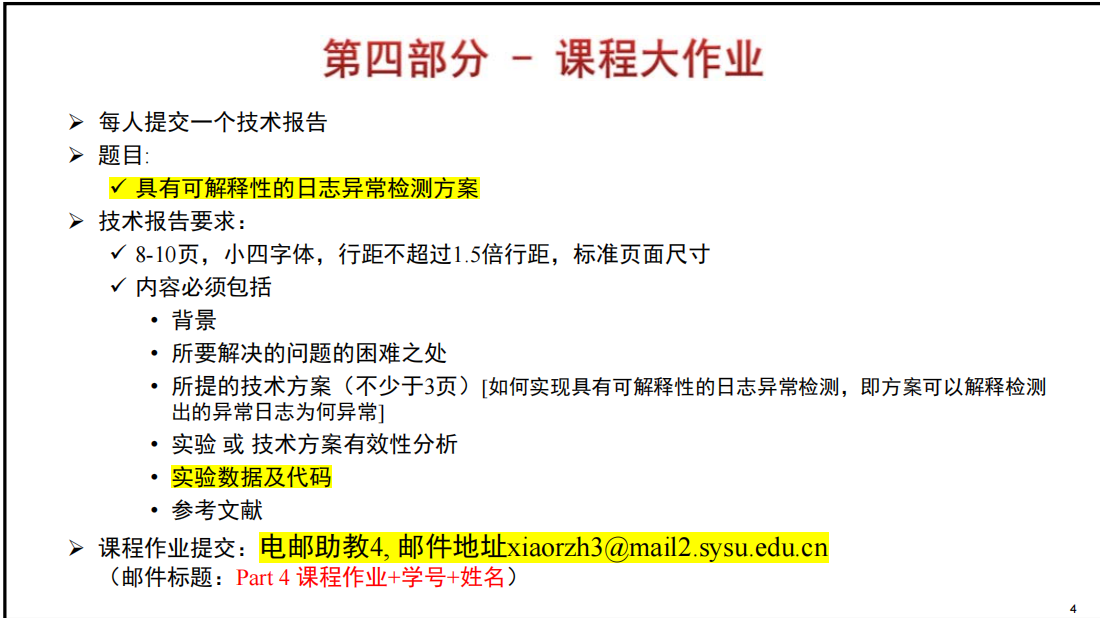 第四部分 - 课程大作业
➢ 每人提交一个技术报告
➢ 题目:
✓ 具有可解释性的日志异常检测方案
➢ 技术报告要求：
✓ 8-10页，小四字体，行距不超过1.5倍行距，标准页面尺寸
✓ 内容必须包括
• 背景
• 所要解决的问题的困难之处
• 所提的技术方案（不少于3页）[如何实现具有可解释性的日志异常检测，即方案可以解释检测
出的异常日志为何异常]
• 实验 或 技术方案有效性分析
• 实验数据及代码
• 参考文献
➢ 课程作业提交：电邮助教4, 邮件地址xiaorzh3@mail2.sysu.edu.cn
（邮件标题：Part 4 课程作业+学号+姓名）
4